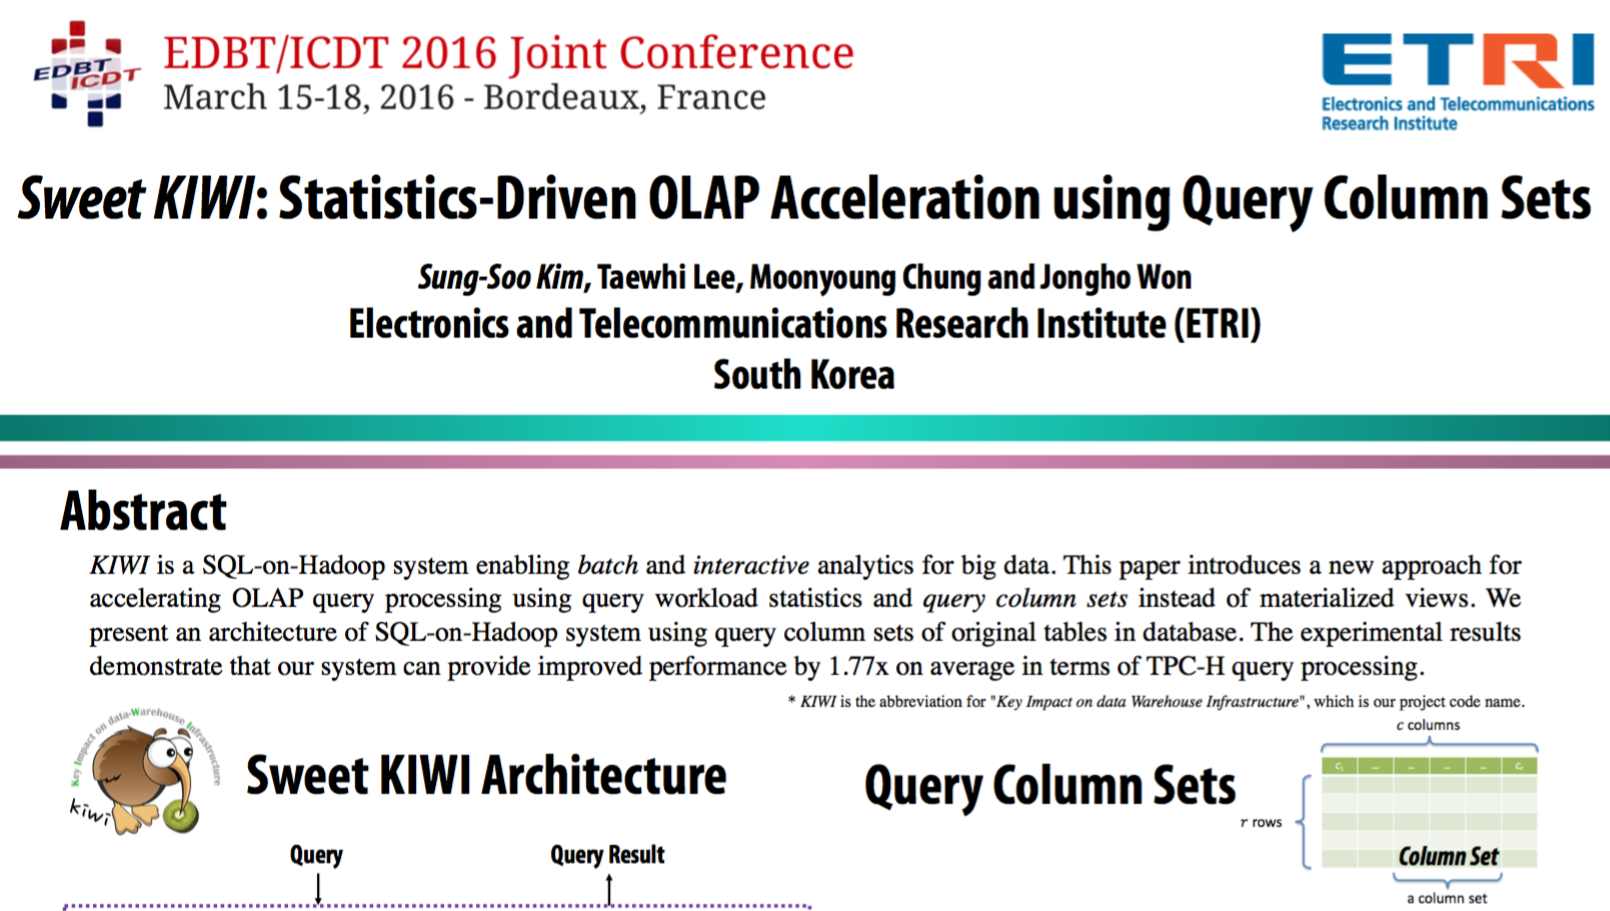 EDBT
ICDT
EDBT/ICDT 2016 Joint Conference
March 15-18, 2016 - Bordeaux, France
ETRI
Electronics and Telecommunications
Research Institute
Sweet KIWI: Statistics-Driven OLAP Acceleration using Query Column Sets
Sung-Soo Kim, Taewhi Lee, Moonyoung Chung and Jongho Won
Electronics and Telecommunications Research Institute (ETRI)
South Korea
Abstract
KIWI is a SQL-on-Hadoop system enabling batch and interactive analytics for big data. This paper introduces a new approach for
accelerating OLAP query processing using query workload statistics and query column sets instead of materialized views. We
present an architecture of SQL-on-Hadoop system using query column sets of original tables in database. The experimental results
demonstrate that our system can provide improved performance by 1.77x on average in terms of TPC-H query processing.
* KIWI is the abbreviation for "Key Impact on data Warehouse Infrastructure", which is our project code name.
Key Impact on data-Warehouse Infrastructure
kiwi
Sweet KIWI Architecture
Query
Query Result
Query Column Sets
c columns
r rows
Column Set
a column set